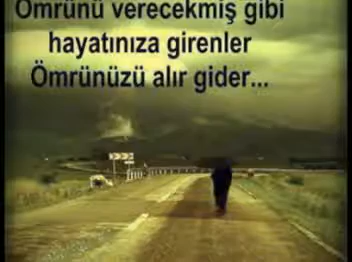 Ömrünü verecekmiş gibi
hayatınıza girenler
Ömrünüzü alır gider...